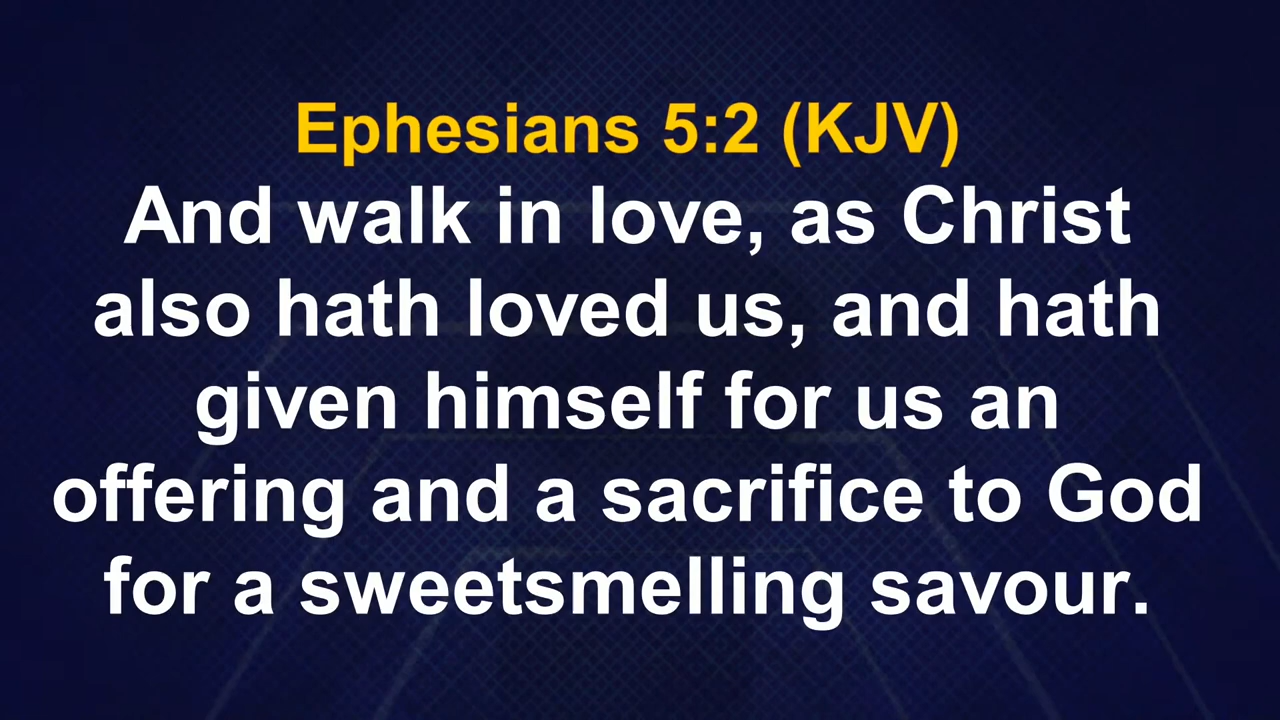 Ephesians 5:2 (KJV)
And walk in love, as Christ
also hath loved us, and hath
given himself for us an
offering and a sacrifice to God
for a sweetsmelling savour.